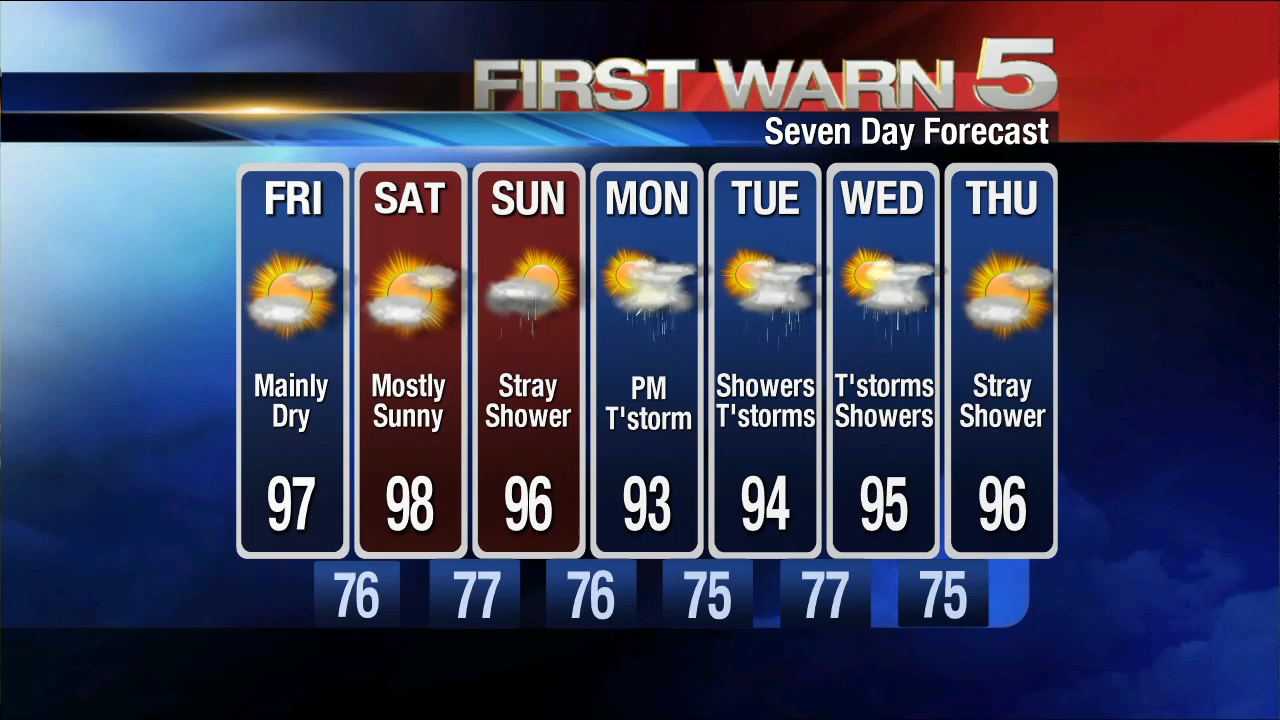 FIRST WARN 5
Seven Day Forecast
FRI SAT SUN MON TUE WED THU
Mainly Mostly Stray PM Showers T'storms Stray
Dry Sunny Shower T'storm T'storms Showers Shower
97 98 96 93 94 95 96
76 77 76 75 77 75